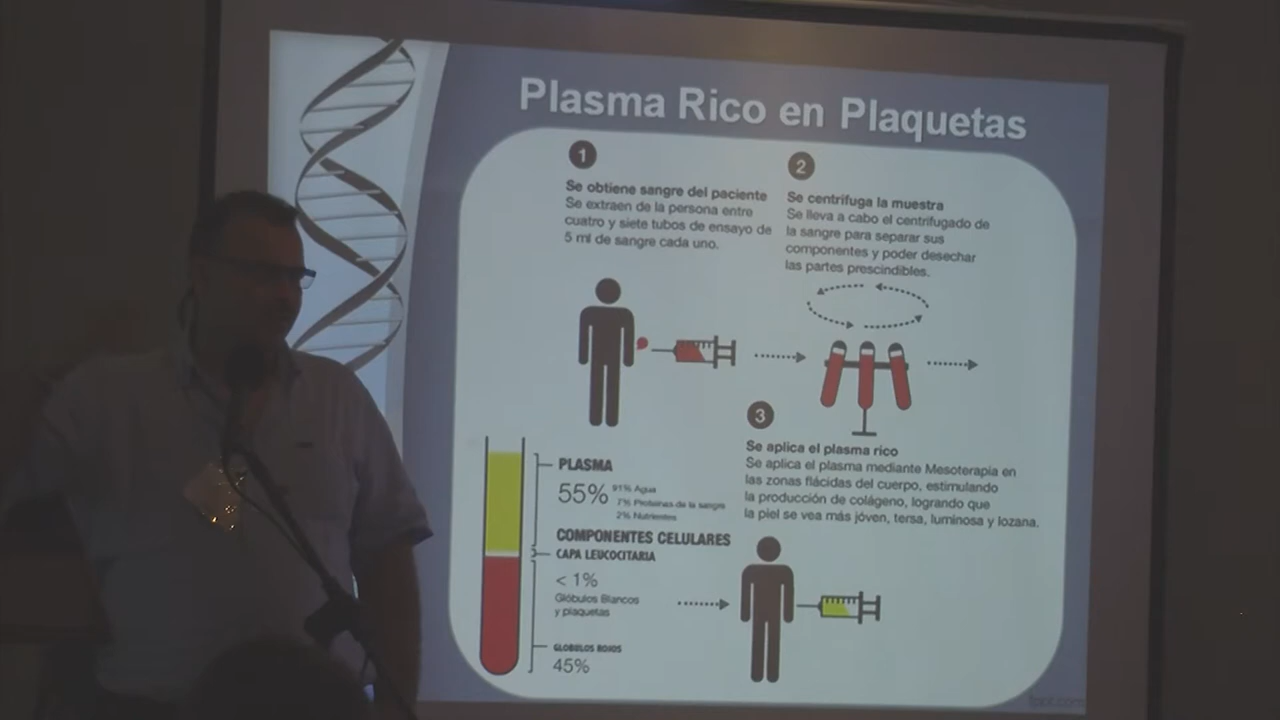 Plasma Rico en Plaquetas
1
Se obtiene sangre del paciente
Se extraen de la persona entre
cuatro y siete tubos de ensayo de
5 ml de sangre cada uno.
2
Se centrifuga la muestra
Se lleva a cabo el centrifugado de
la sangre para separar sus
componentes y poder desechar
las partes prescindibles.
3
Se aplica el plasma rico
Se aplica el plasma mediante Mesoterapia en
las zonas flácidas del cuerpo, estimulando
la producción de colágeno, logrando que
la piel se vea más jóven, tersa, luminosa y lozana.
PLASMA
55%
91% Agua
7% Proteínas de la sangre
2% Nutrientes
COMPONENTES CELULARES
CAPA LEUCOCITARIA
< 1%
Glóbulos Blancos
y plaquetas
GLOBULOS ROJOS
45%